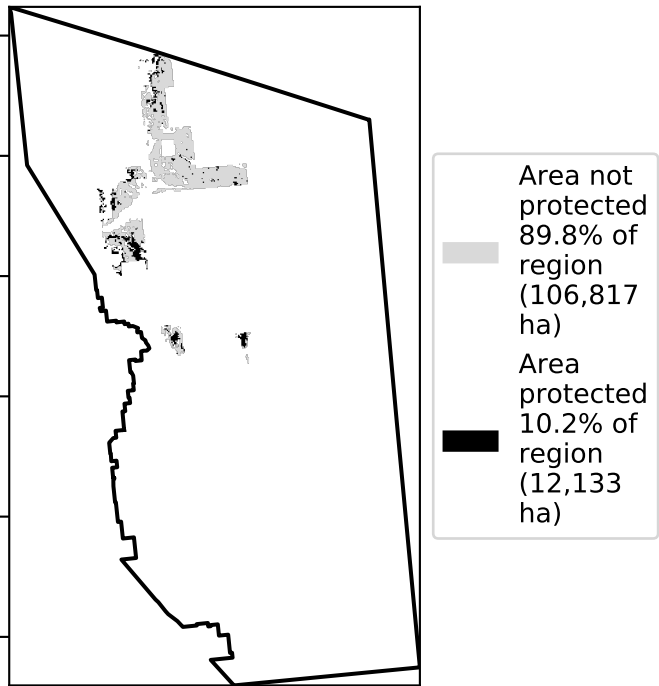 Area not
protected
89.8% of
region
(106,817
ha)
Area
protected
10.2% of
region
(12,133
ha)